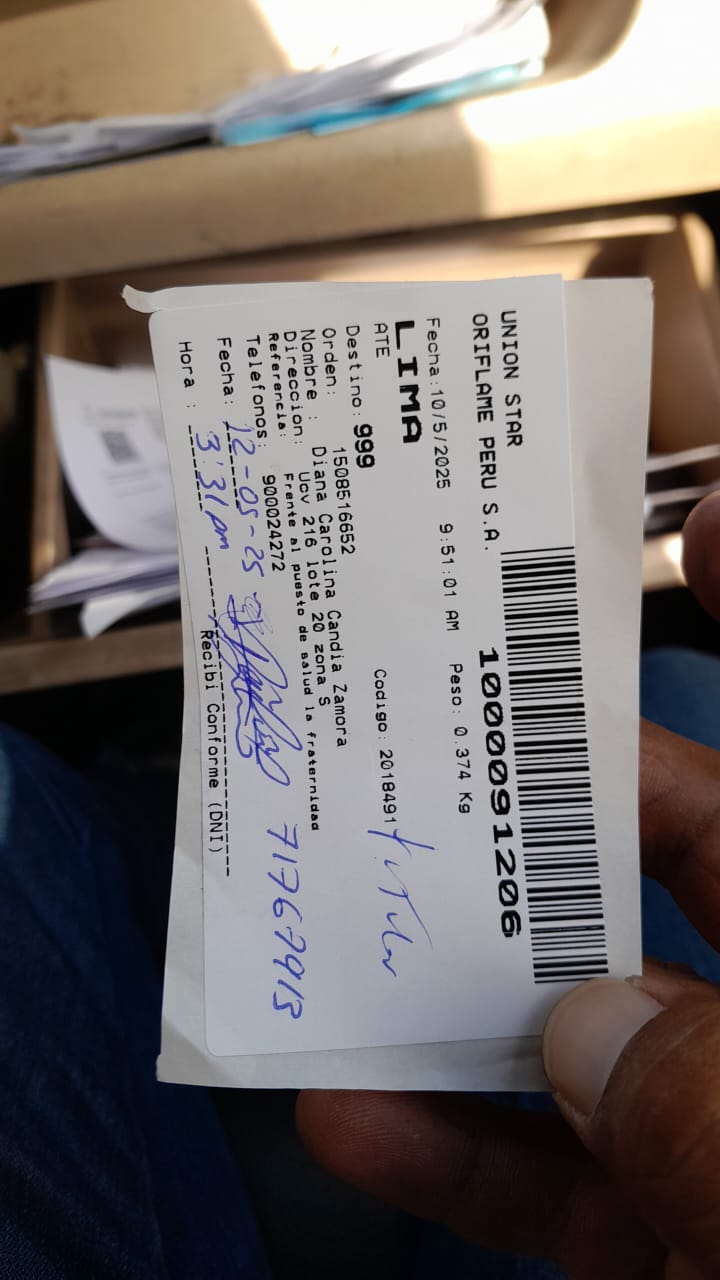 UNION STAR
ORIFLAME PERU S.A.
10000091206
Fecha:10/5/2025 9:51:01 AM Peso: 0.374 Kg
LIMA
ATE Codigo: 2018491
Titular
Destino: 999
Orden: 1508516652
Nombre : Diana Carolina Candia Zamora
Direccion: Ucv 216 lote 20 zona S
Referencia: Frente al puesto de salud la fraternidad
Telefonos: 900024272
Fecha: 12-05-25 71767913
Hora : 3:31 pm
Recibi Conforme (DNI)